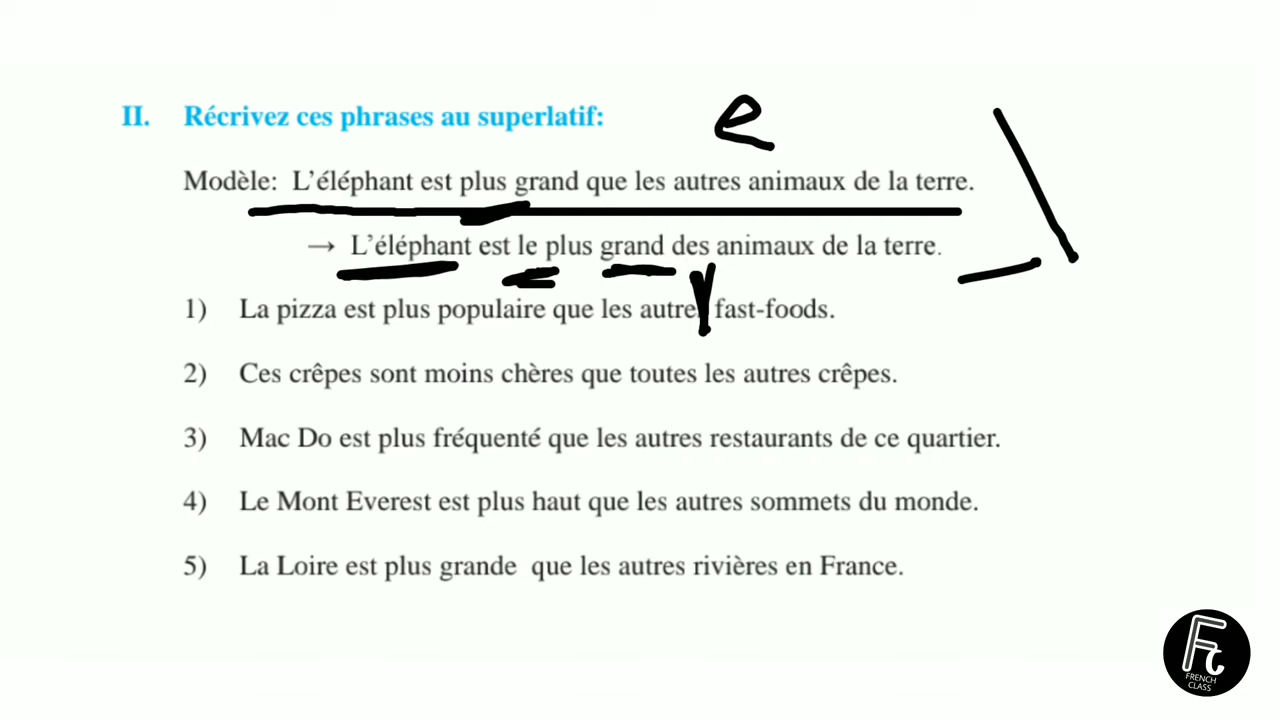 II. Récrivez ces phrases au superlatif:
e
Modèle: L'éléphant est plus grand que les autres animaux de la terre.
→ L'éléphant est le plus grand des animaux de la terre.
1) La pizza est plus populaire que les autres fast-foods.
2) Ces crêpes sont moins chères que toutes les autres crêpes.
3) Mac Do est plus fréquenté que les autres restaurants de ce quartier.
4) Le Mont Everest est plus haut que les autres sommets du monde.
5) La Loire est plus grande que les autres rivières en France.
Fc
FRENCH
CLASS